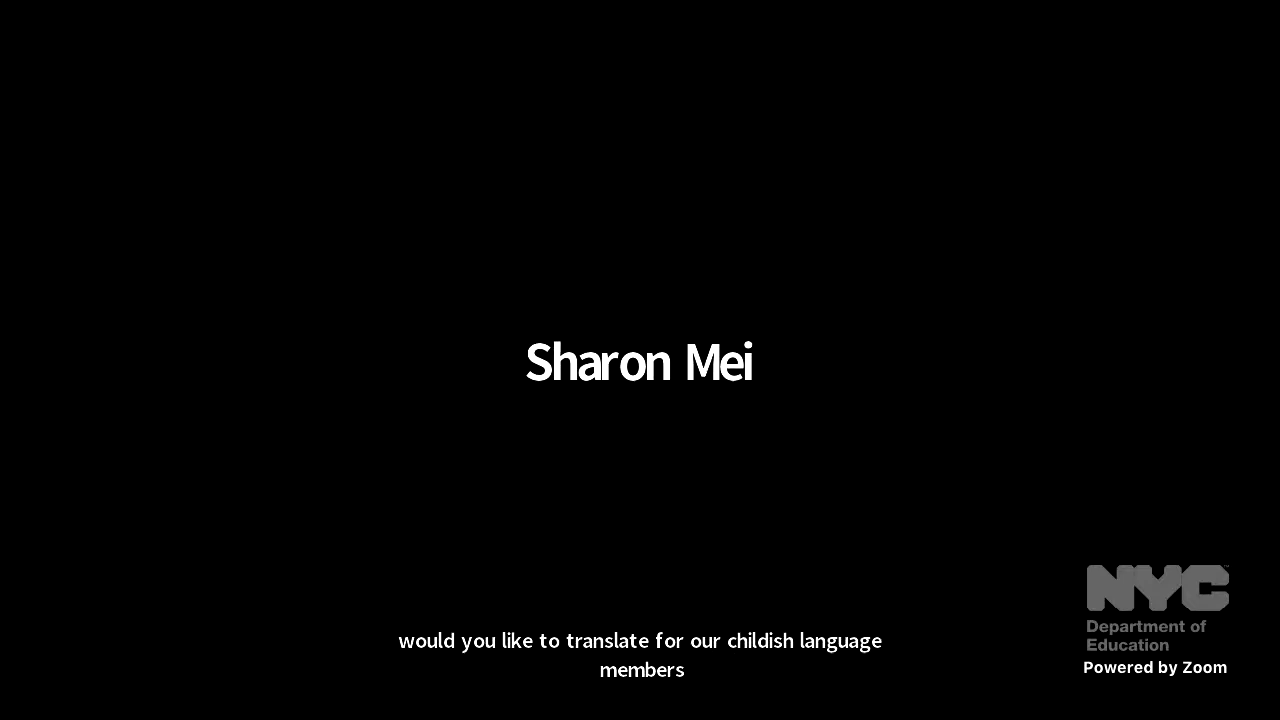 Sharon Mei
would you like to translate for our childish language
members
NYC
Department of
Education
Powered by Zoom